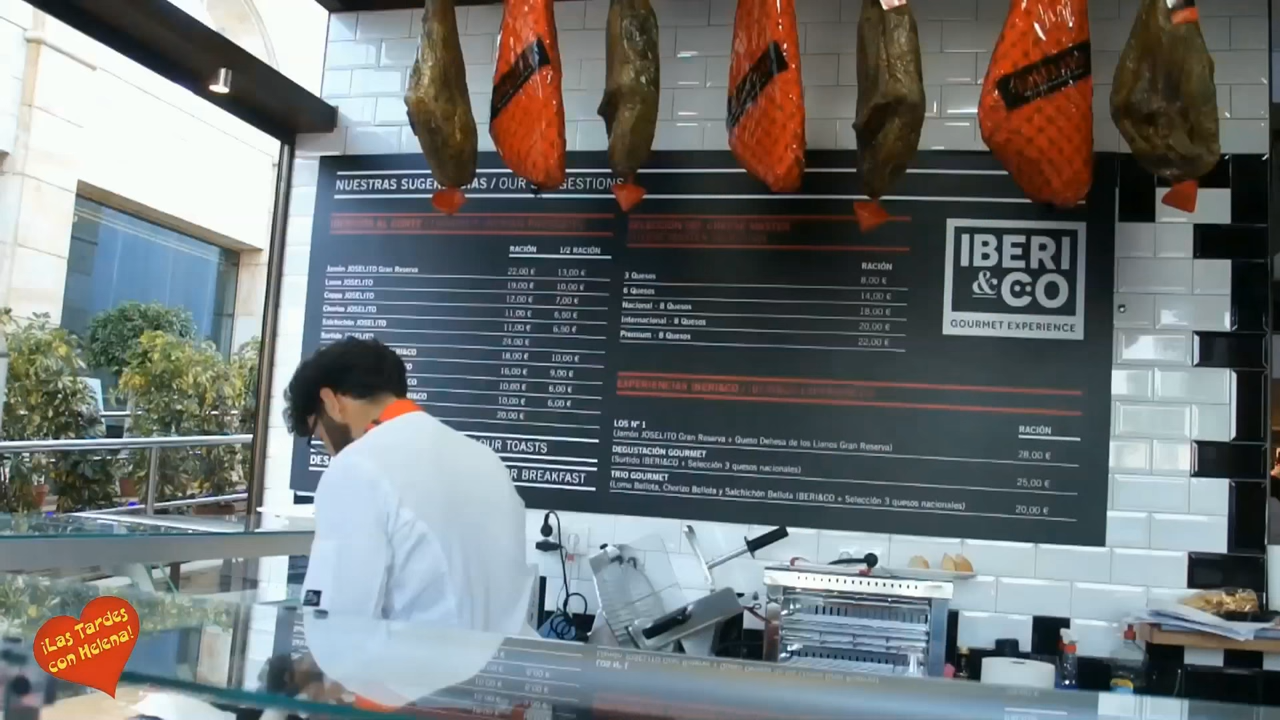 NUESTRAS SUGERENCIAS / OUR SUGGESTIONS
RACIÓN 1/2 RACIÓN
Jamón JOSELITO Gran Reserva 22,00 € 13,00 €
Lomo JOSELITO 19,00 € 10,00 €
Coppa JOSELITO 12,00 € 7,00 €
Chorizo JOSELITO 11,00 € 6,50 €
Salchichón JOSELITO 11,00 € 6,50 €
Surtido JOSELITO 24,00 €
18,00 € 10,00 €
16,00 € 9,00 €
10,00 € 6,00 €
10,00 € 6,00 €
20,00 €
OUR TOASTS
BREAKFAST
RACIÓN
3 Quesos 8,00 €
6 Quesos 14,00 €
Nacional - 8 Quesos 18,00 €
Internacional - 8 Quesos 20,00 €
Premium - 8 Quesos 22,00 €
IBERI
&CO
GOURMET EXPERIENCE
EXPERIENCIAS IBERI&CO /
RACIÓN
LOS Nº 1
(Jamón JOSELITO Gran Reserva + Queso Dehesa de los Llanos Gran Reserva) 28,00 €
DEGUSTACIÓN GOURMET
(Surtido IBERI&CO + Selección 3 quesos nacionales) 25,00 €
TRIO GOURMET
(Lomo Bellota, Chorizo Bellota y Salchichón Bellota IBERI&CO + Selección 3 quesos nacionales) 20,00 €
¡Las Tardes
con Helena!